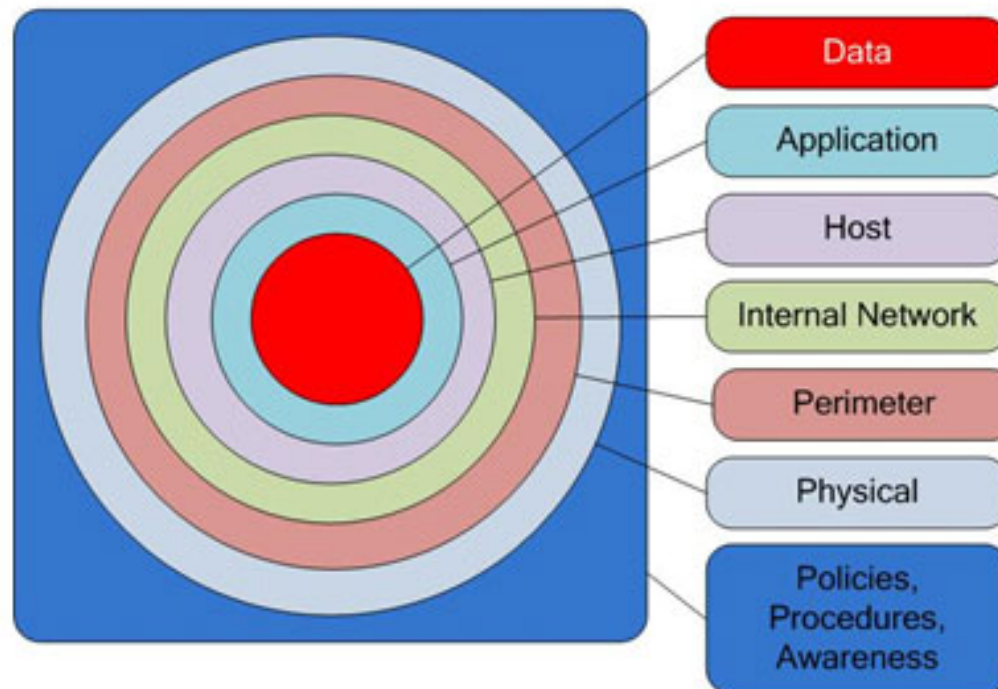 Data
Application
Host
Internal Network
Perimeter
Physical
Policies,
Procedures,
Awareness